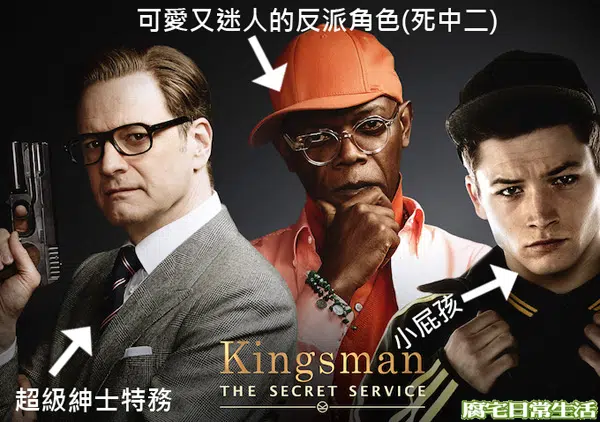 可愛又迷人的反派角色(死中二)
小屁孩
Kingsman
THE SECRET SERVICE
超級紳士特務
腐宅日常生活